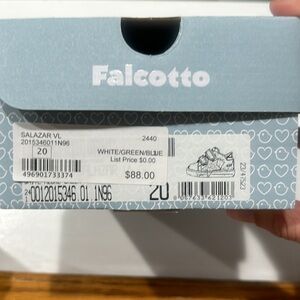 Falcotto
SALAZAR VL
2015346011N96
2440
20
WHITE/GREEN/BLUE
List Price $0.00
496901733374
$88.00
0012015346 01 1N96
20